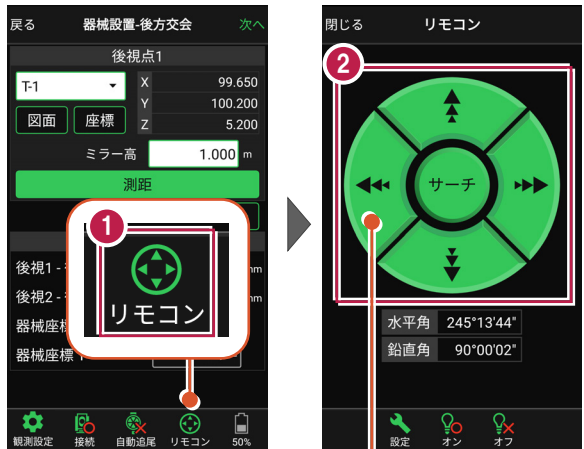 戻る 器械設置-後方交会 次へ
後視点1
T-1 X 99.650
Y 100.200
図面 座標 Z 5.200
ミラー高 1.000 m
測距
1
リモコン
後視1 -
後視2 -
器械座標
器械座標
mm
m
観測設定 接続 自動追尾 リモコン 50%
閉じる リモコン
2
サーチ
水平角 245°13'44"
鉛直角 90°00'02"
設定 オン オフ